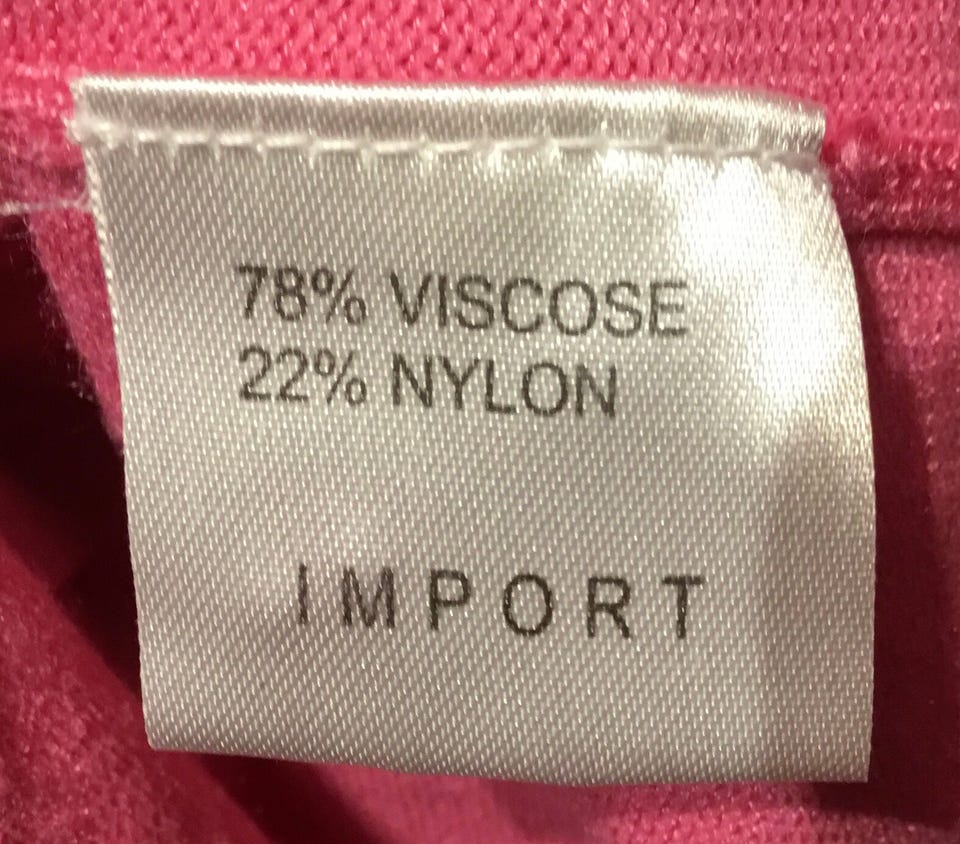 78% VISCOSE
22% NYLON
IMPORT